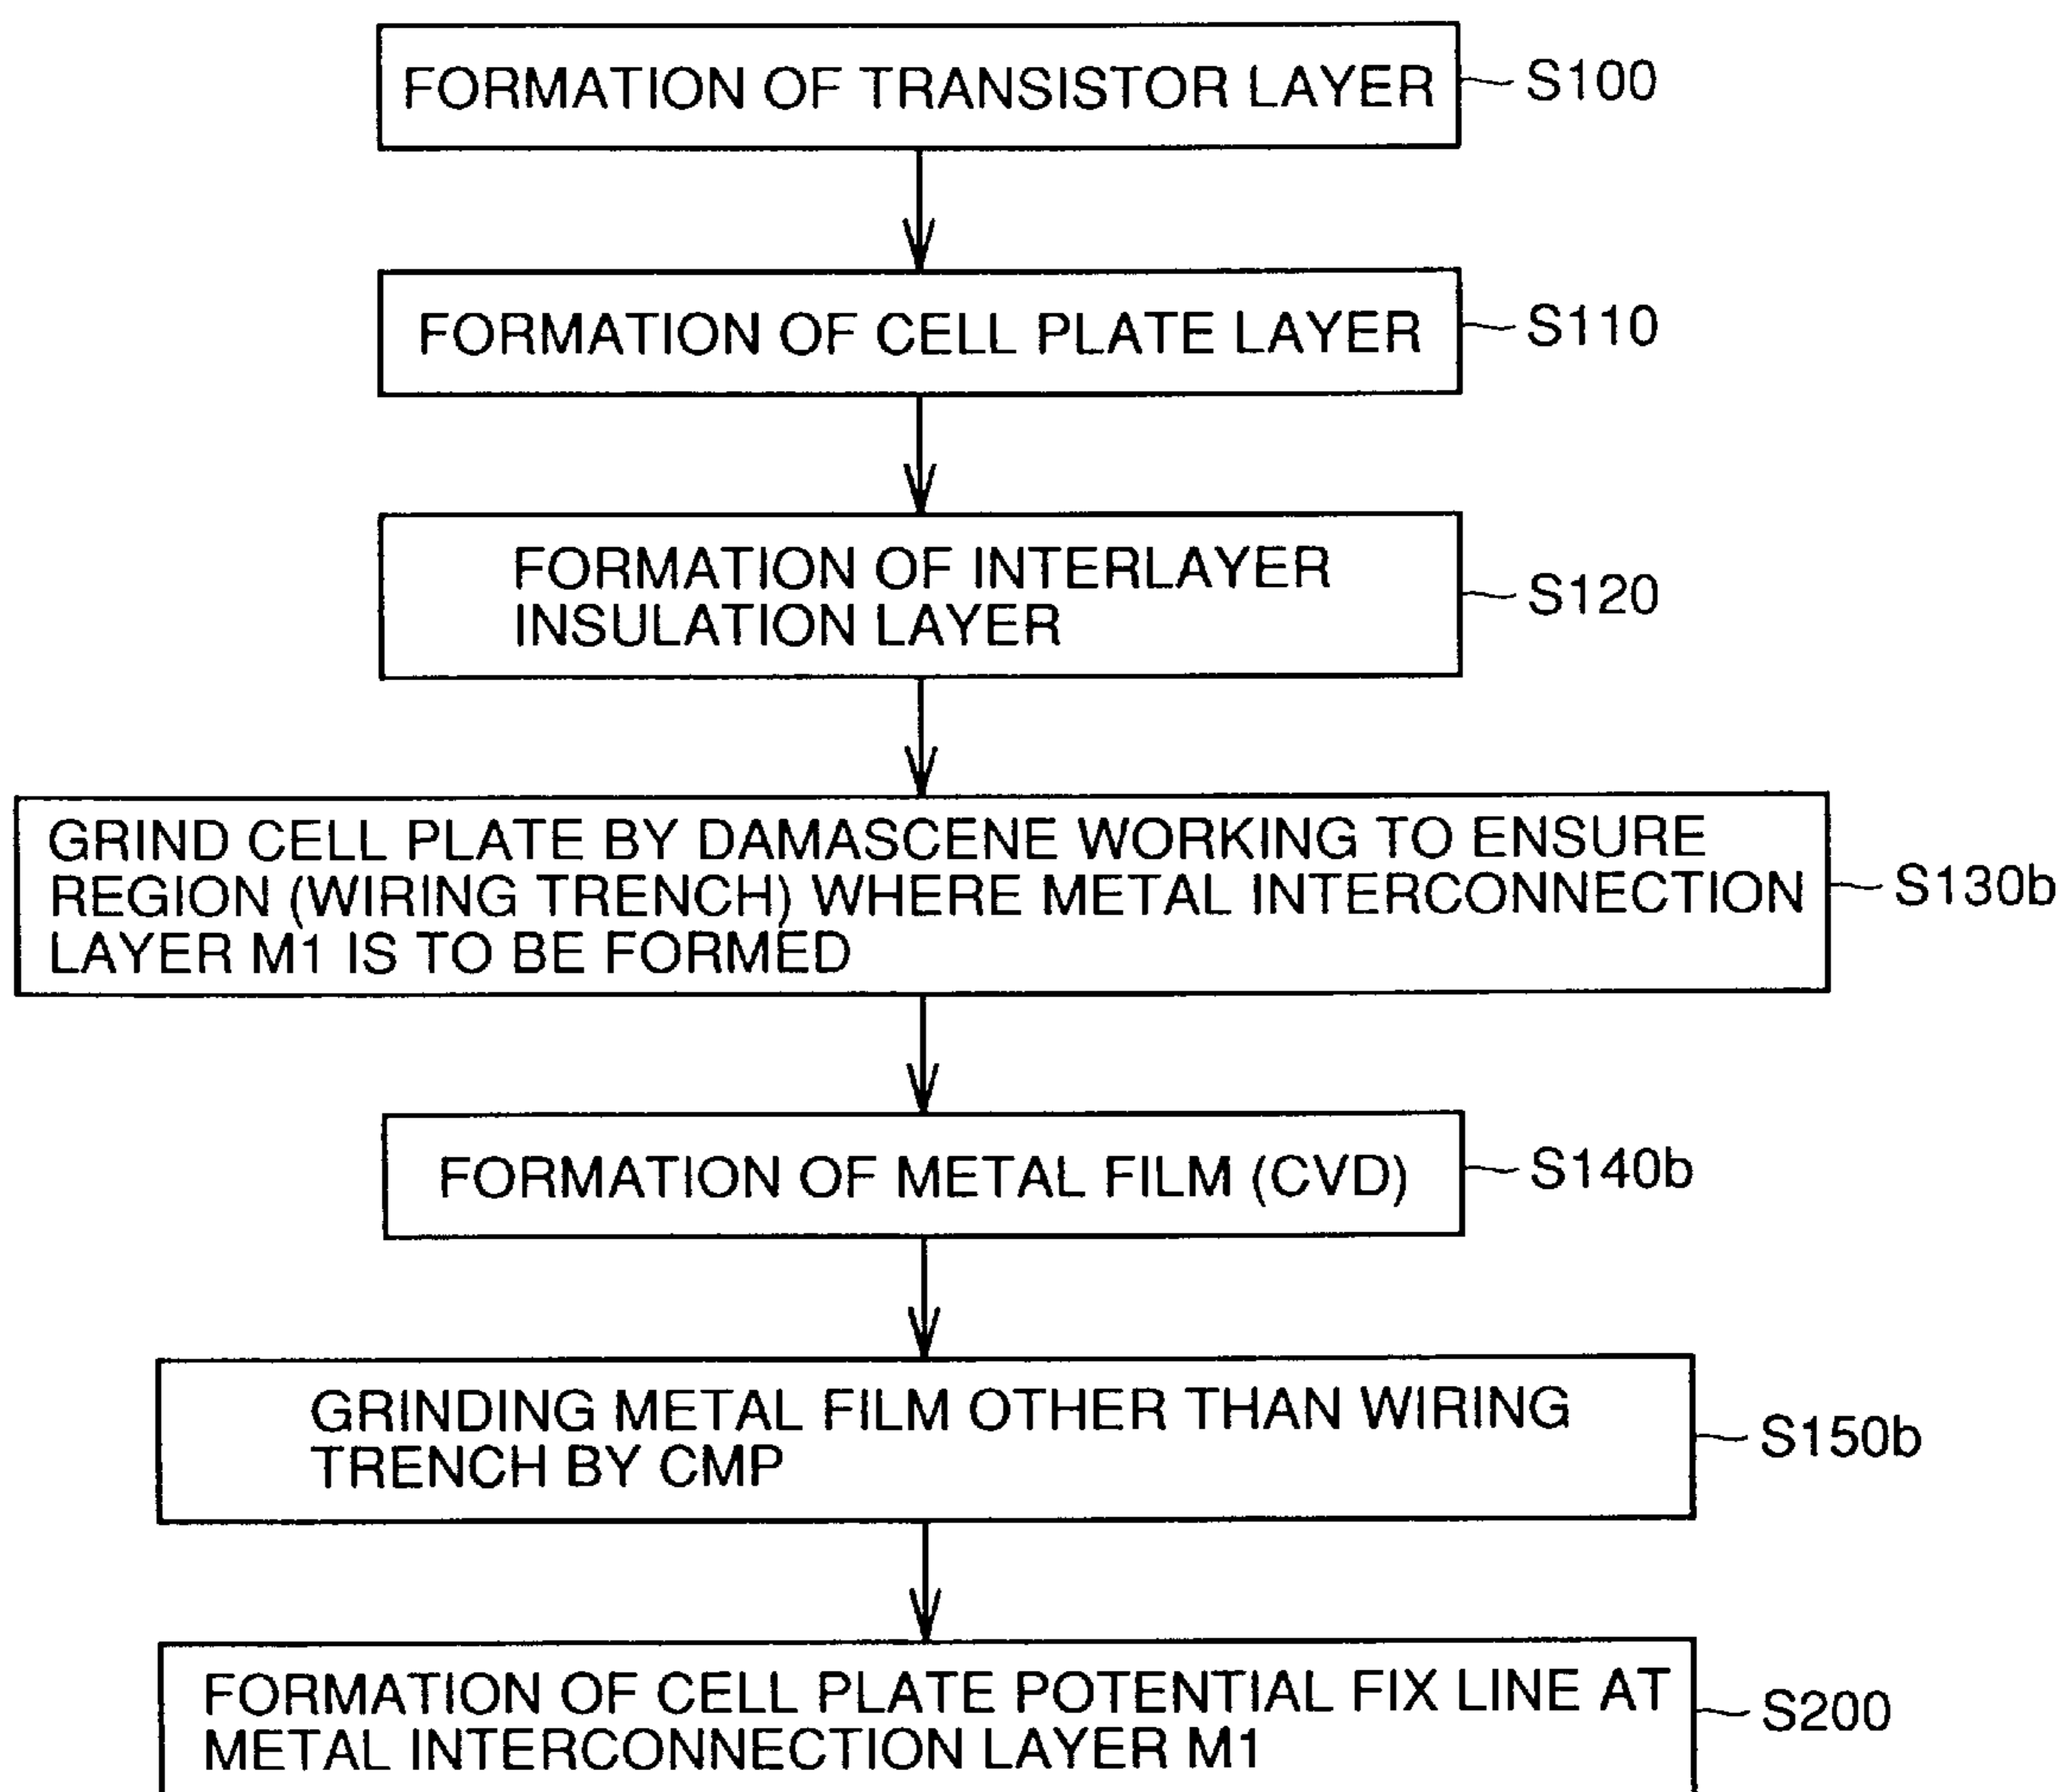 FORMATION OF TRANSISTOR LAYER
S100
FORMATION OF CELL PLATE LAYER
S110
FORMATION OF INTERLAYER
INSULATION LAYER
S120
GRIND CELL PLATE BY DAMASCENE WORKING TO ENSURE
REGION (WIRING TRENCH) WHERE METAL INTERCONNECTION
LAYER M1 IS TO BE FORMED
S130b
FORMATION OF METAL FILM (CVD)
S140b
GRINDING METAL FILM OTHER THAN WIRING
TRENCH BY CMP
S150b
FORMATION OF CELL PLATE POTENTIAL FIX LINE AT
METAL INTERCONNECTION LAYER M1
S200